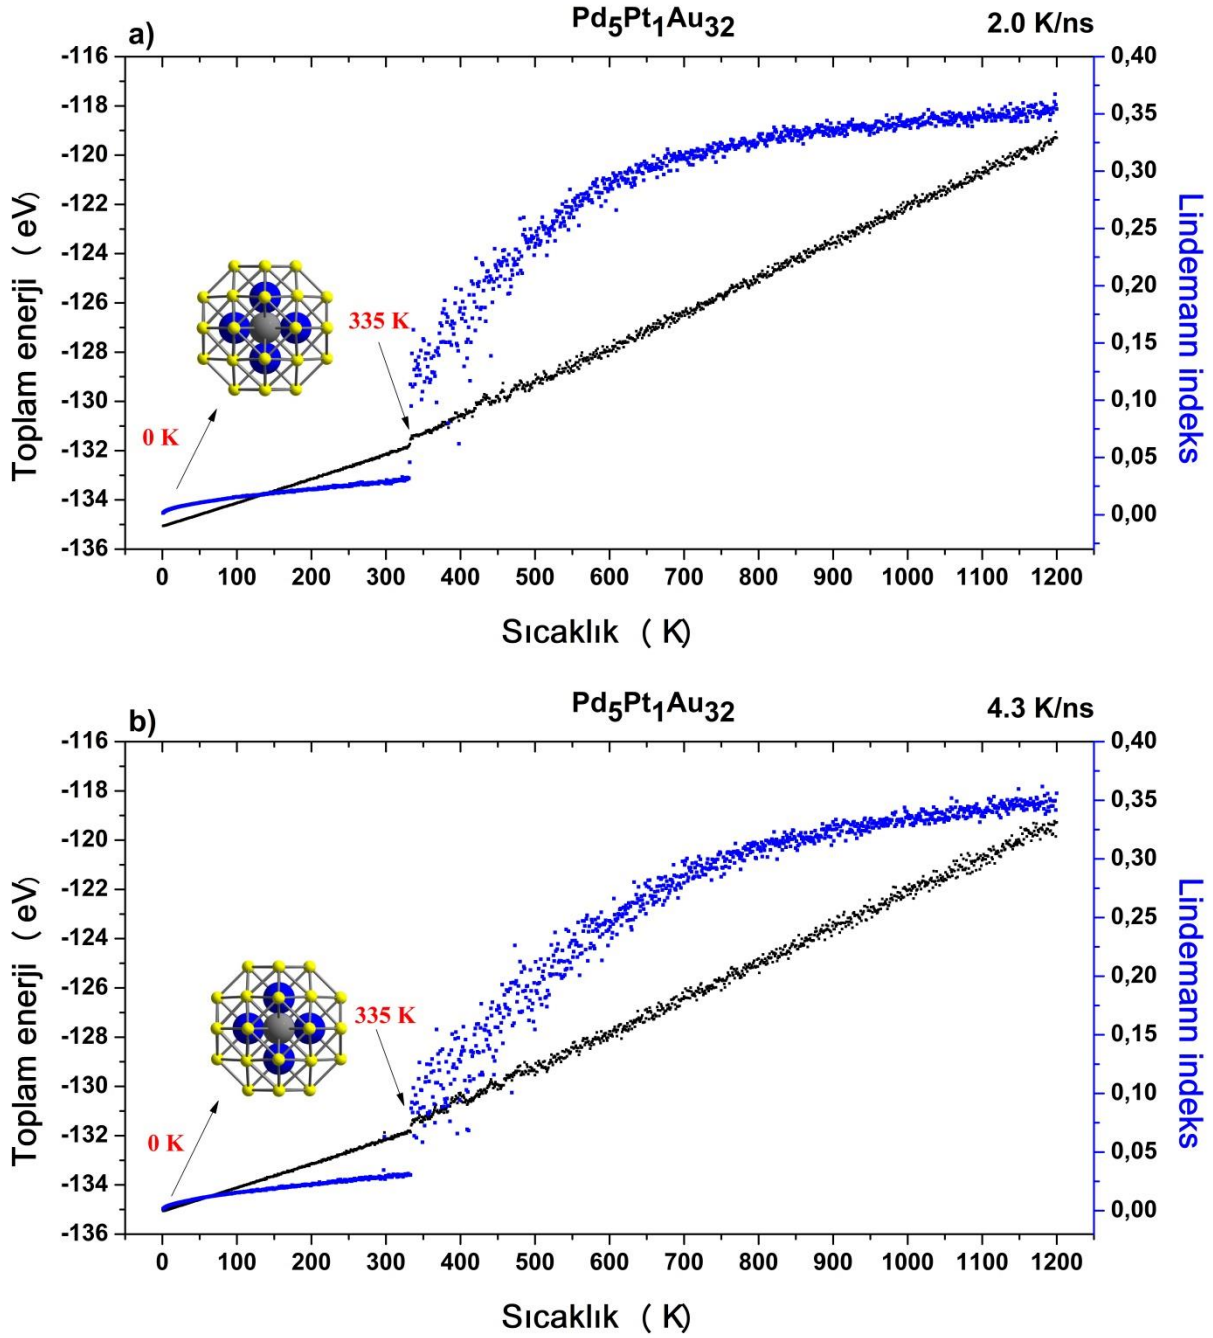 a)
Pd5Pt1Au32
2.0 K/ns
-116
-118
-120
-122
-124
-126
-128
-130
-132
-134
-136
Toplam enerji ( eV)
0,40
0,35
0,30
0,25
0,20
0,15
0,10
0,05
0,00
Lindemann indeks
335 K
0 K
0 100 200 300 400 500 600 700 800 900 1000 1100 1200
Sıcaklık ( K)
b)
Pd5Pt1Au32
4.3 K/ns
-116
-118
-120
-122
-124
-126
-128
-130
-132
-134
-136
Toplam enerji ( eV)
0,40
0,35
0,30
0,25
0,20
0,15
0,10
0,05
0,00
Lindemann indeks
335 K
0 K
0 100 200 300 400 500 600 700 800 900 1000 1100 1200
Sıcaklık ( K)